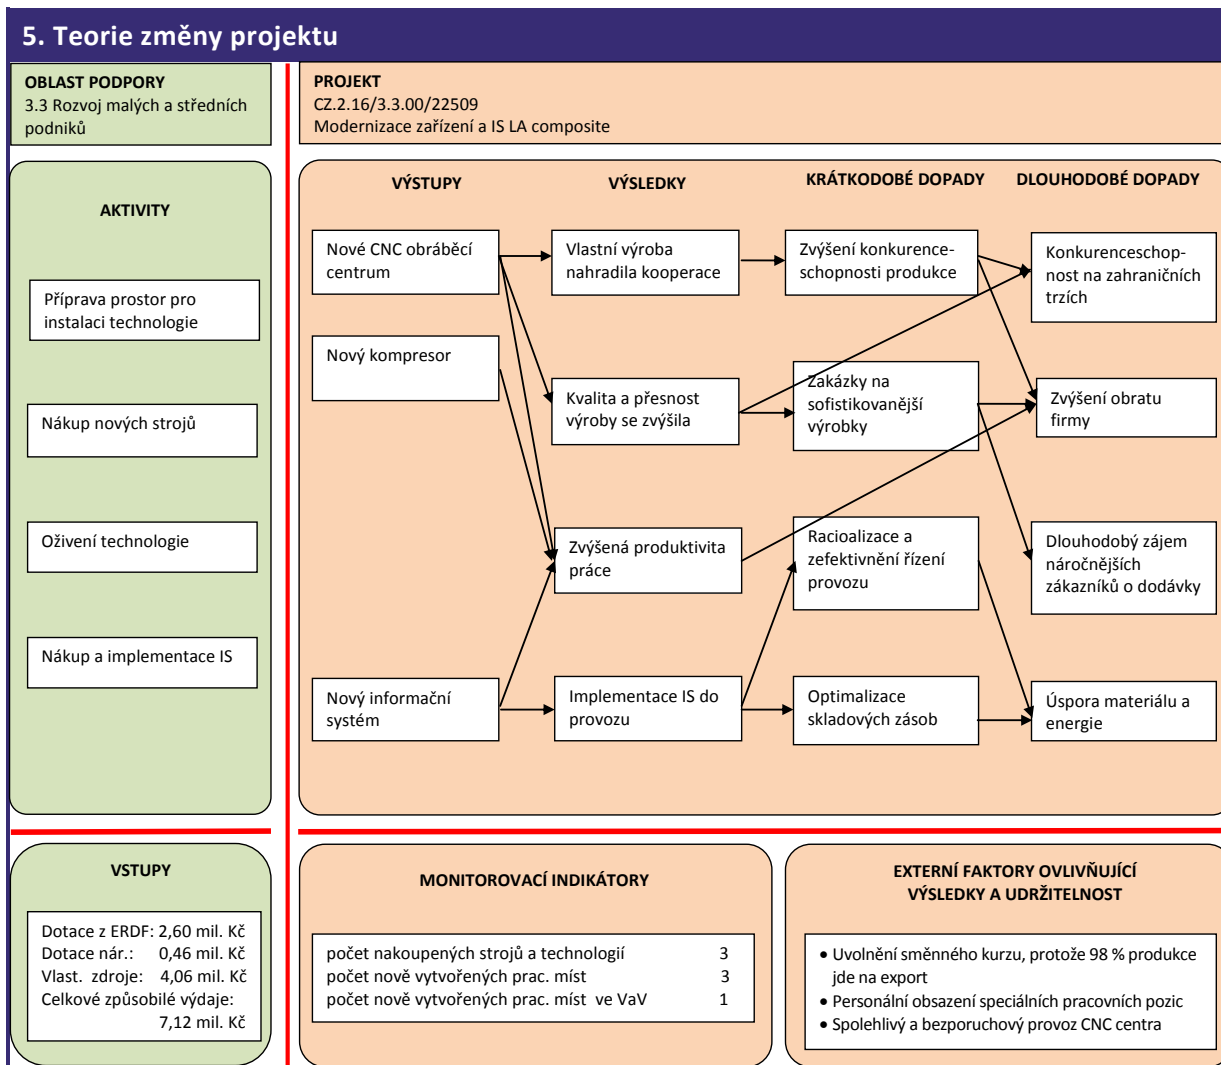 5. Teorie změny projektu
OBLAST PODPORY
3.3 Rozvoj malých a středních
podniků
PROJEKT
CZ.2.16/3.3.00/22509
Modernizace zařízení a IS LA composite
AKTIVITY
Příprava prostor pro
instalaci technologie
Nákup nových strojů
Oživení technologie
Nákup a implementace IS
VÝSTUPY
Nové CNC obráběcí
centrum
Nový kompresor
Nový informační
systém
VÝSLEDKY
Vlastní výroba
nahradila kooperace
Kvalita a přesnost
výroby se zvýšila
Zvýšená produktivita
práce
Implementace IS do
provozu
KRÁTKODOBÉ DOPADY
Zvýšení konkurence-
schopnosti produkce
Zakázky na
sofistikovanější
výrobky
Racioalizace a
zefektivnění řízení
provozu
Optimalizace
skladových zásob
DLOUHODOBÉ DOPADY
Konkurenceschop-
nost na zahraničních
trzích
Zvýšení obratu
firmy
Dlouhodobý zájem
náročnějších
zákazníků o dodávky
Úspora materiálu a
energie
VSTUPY
Dotace z ERDF: 2,60 mil. Kč
Dotace nár.: 0,46 mil. Kč
Vlast. zdroje: 4,06 mil. Kč
Celkové způsobilé výdaje:
7,12 mil. Kč
MONITOROVACÍ INDIKÁTORY
počet nakoupených strojů a technologií 3
počet nově vytvořených prac. míst 3
počet nově vytvořených prac. míst ve VaV 1
EXTERNÍ FAKTORY OVLIVŇUJÍCÍ
VÝSLEDKY A UDRŽITELNOST
• Uvolnění směnného kurzu, protože 98 % produkce
jde na export
• Personální obsazení speciálních pracovních pozic
• Spolehlivý a bezporuchový provoz CNC centra